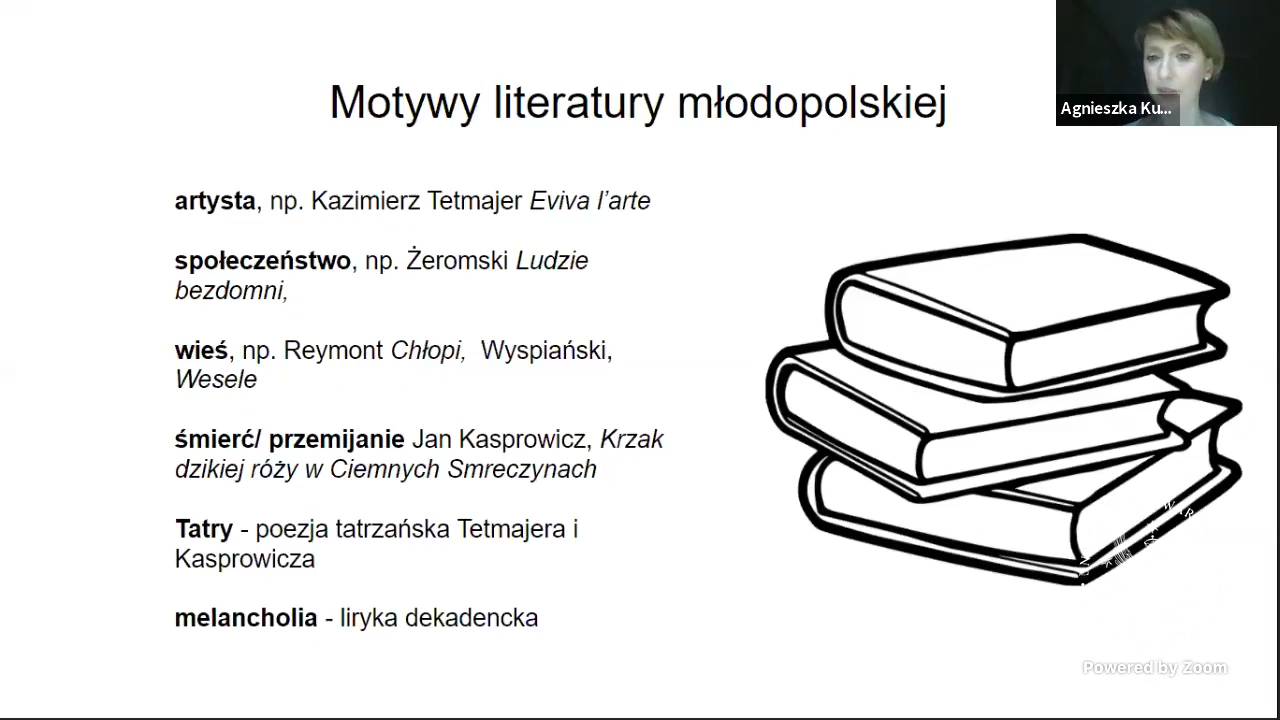 Motywy literatury młodopolskiej
Agnieszka Ku...
artysta, np. Kazimierz Tetmajer Eviva l’arte
społeczeństwo, np. Żeromski Ludzie
bezdomni,
wieś, np. Reymont Chłopi, Wyspiański,
Wesele
śmierć/ przemijanie Jan Kasprowicz, Krzak
dzikiej róży w Ciemnych Smreczynach
Tatry - poezja tatrzańska Tetmajera i
Kasprowicza
melancholia - liryka dekadencka
Powered by Zoom